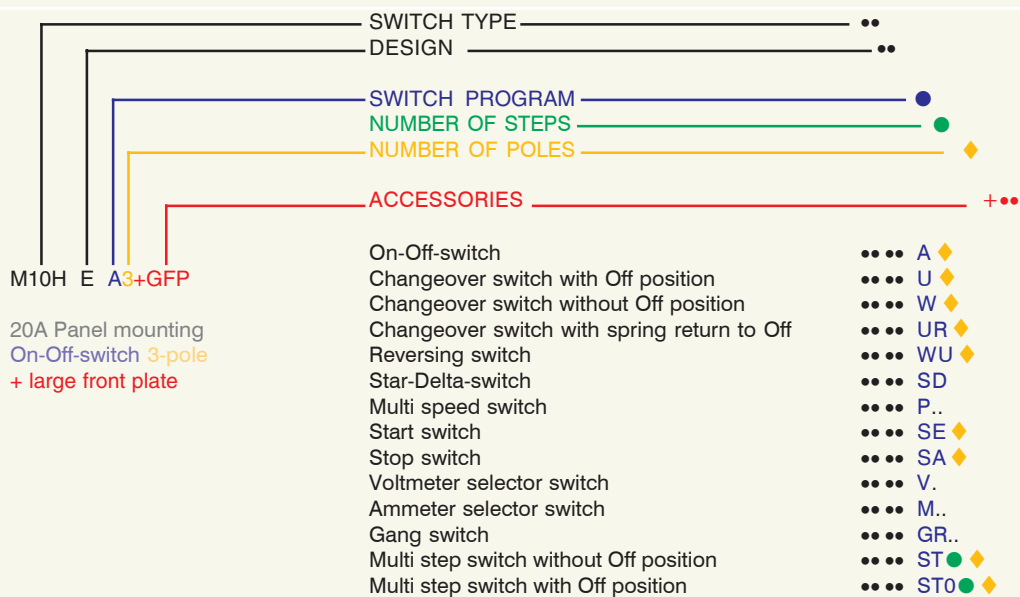 SWITCH TYPE ••
DESIGN ••
SWITCH PROGRAM ●
NUMBER OF STEPS ●
NUMBER OF POLES ♦
ACCESSORIES +••
M10H E A3+GFP
20A Panel mounting
On-Off-switch 3-pole
+ large front plate
On-Off-switch •• •• A ♦
Changeover switch with Off position •• •• U ♦
Changeover switch without Off position •• •• W ♦
Changeover switch with spring return to Off •• •• UR ♦
Reversing switch •• •• WU ♦
Star-Delta-switch •• •• SD
Multi speed switch •• •• P..
Start switch •• •• SE ♦
Stop switch •• •• SA ♦
Voltmeter selector switch •• •• V.
Ammeter selector switch •• •• M..
Gang switch •• •• GR..
Multi step switch without Off position •• •• ST● ♦
Multi step switch with Off position •• •• ST0● ♦